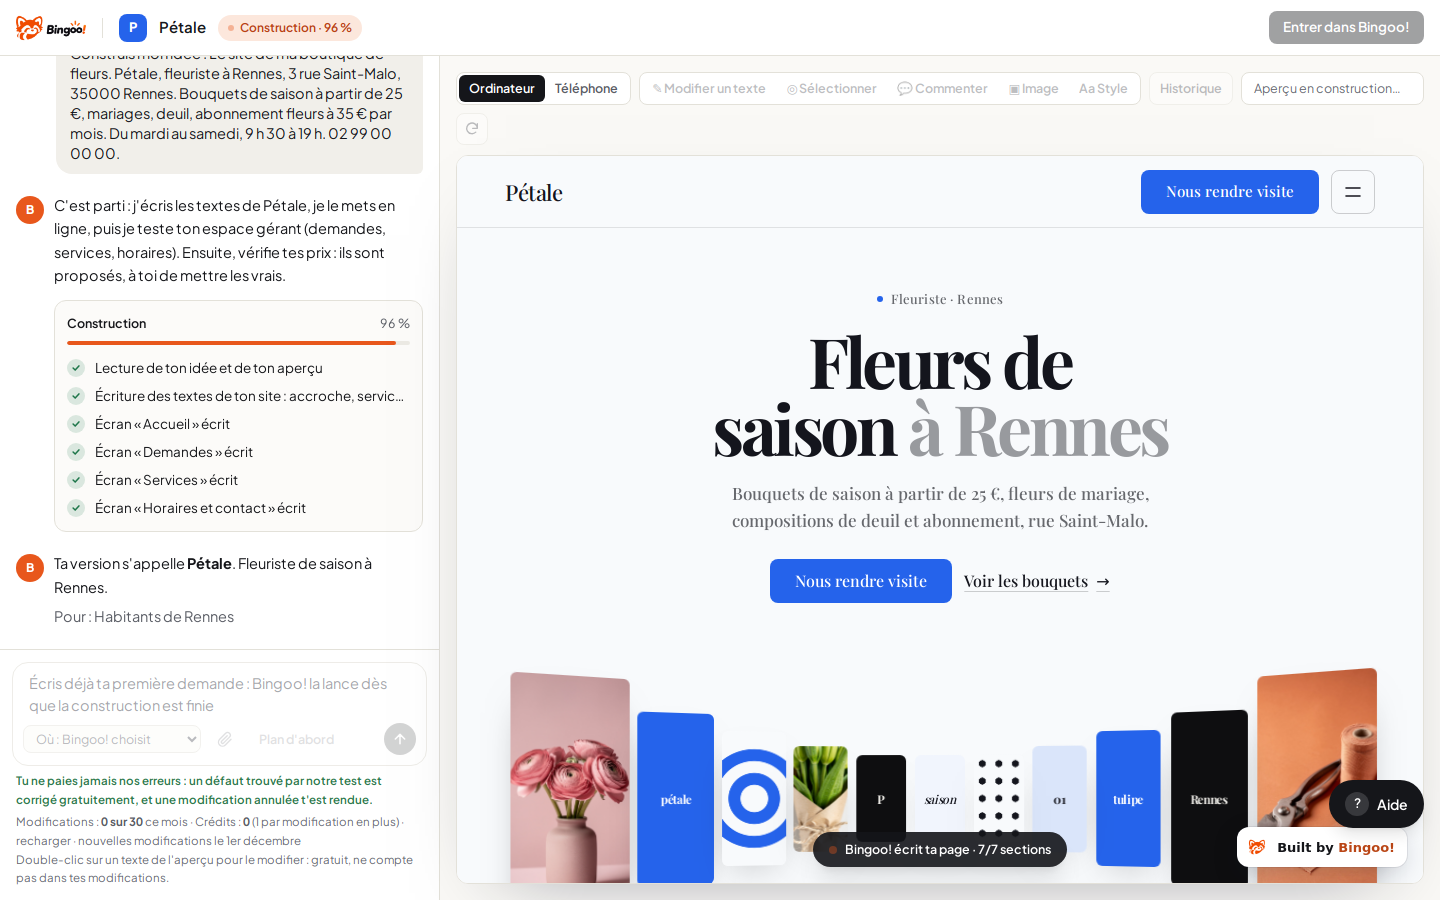 Bingoo!
P
Pétale
Construction · 96 %
Entrer dans Bingoo!
Construis mon idée : Le site de ma boutique de
fleurs. Pétale, fleuriste à Rennes, 3 rue Saint-Malo,
35000 Rennes. Bouquets de saison à partir de 25
€, mariages, deuil, abonnement fleurs à 35 € par
mois. Du mardi au samedi, 9 h 30 à 19 h. 02 99 00
00 00.
B
C'est parti : j'écris les textes de Pétale, je le mets en
ligne, puis je teste ton espace gérant (demandes,
services, horaires). Ensuite, vérifie tes prix : ils sont
proposés, à toi de mettre les vrais.
Construction
96 %
Lecture de ton idée et de ton aperçu
Écriture des textes de ton site : accroche, servic…
Écran « Accueil » écrit
Écran « Demandes » écrit
Écran « Services » écrit
Écran « Horaires et contact » écrit
B
Ta version s'appelle Pétale. Fleuriste de saison à
Rennes.
Pour : Habitants de Rennes
Écris déjà ta première demande : Bingoo! la lance dès
que la construction est finie
Où : Bingoo! choisit
Plan d'abord
Tu ne paies jamais nos erreurs : un défaut trouvé par notre test est
corrigé gratuitement, et une modification annulée t'est rendue.
Modifications : 0 sur 30 ce mois · Crédits : 0 (1 par modification en plus) ·
recharger · nouvelles modifications le 1er décembre
Double-clic sur un texte de l'aperçu pour le modifier : gratuit, ne compte
pas dans tes modifications.
Ordinateur
Téléphone
Modifier un texte
Sélectionner
Commenter
Image
Aa Style
Historique
Aperçu en construction…
Pétale
Nous rendre visite
Fleuriste · Rennes
Fleurs de
saison à Rennes
Bouquets de saison à partir de 25 €, fleurs de mariage,
compositions de deuil et abonnement, rue Saint-Malo.
Nous rendre visite
Voir les bouquets →
pétale
P
saison
01
tulipe
Rennes
? Aide
Bingoo! écrit ta page · 7/7 sections
Built by Bingoo!